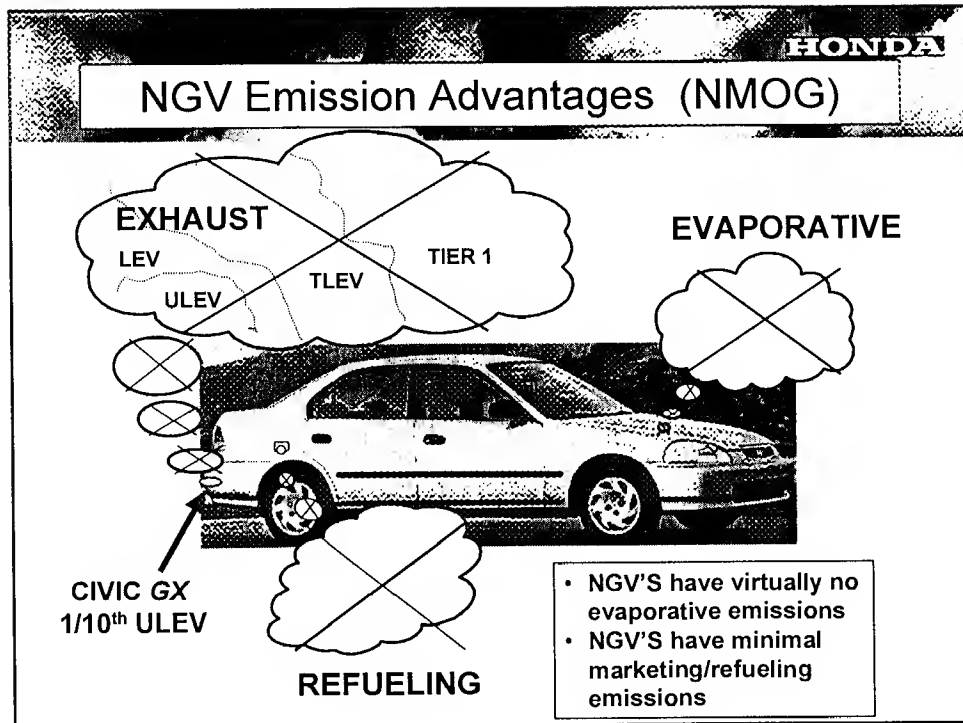 HONDA
NGV Emission Advantages (NMOG)
EXHAUST
LEV
ULEV
TLEV
TIER 1
EVAPORATIVE
CIVIC GX
1/10th ULEV
REFUELING
• NGV'S have virtually no
evaporative emissions
• NGV'S have minimal
marketing/refueling
emissions